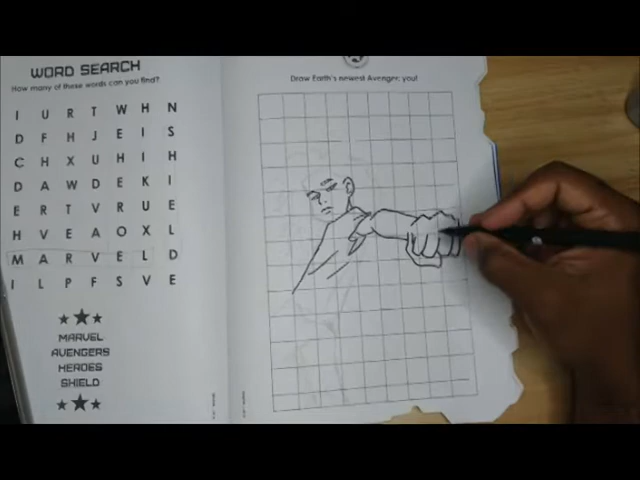 WORD SEARCH
How many of these words can you find?
I U R T W H N
D F H J E I S
C H X U H I H
D A W D E K I
E R T V R U E
H V E A O X L
M A R V E L D
I L P F S V E
MARVEL
AVENGERS
HEROES
SHIELD
Draw Earth's newest Avenger: you!